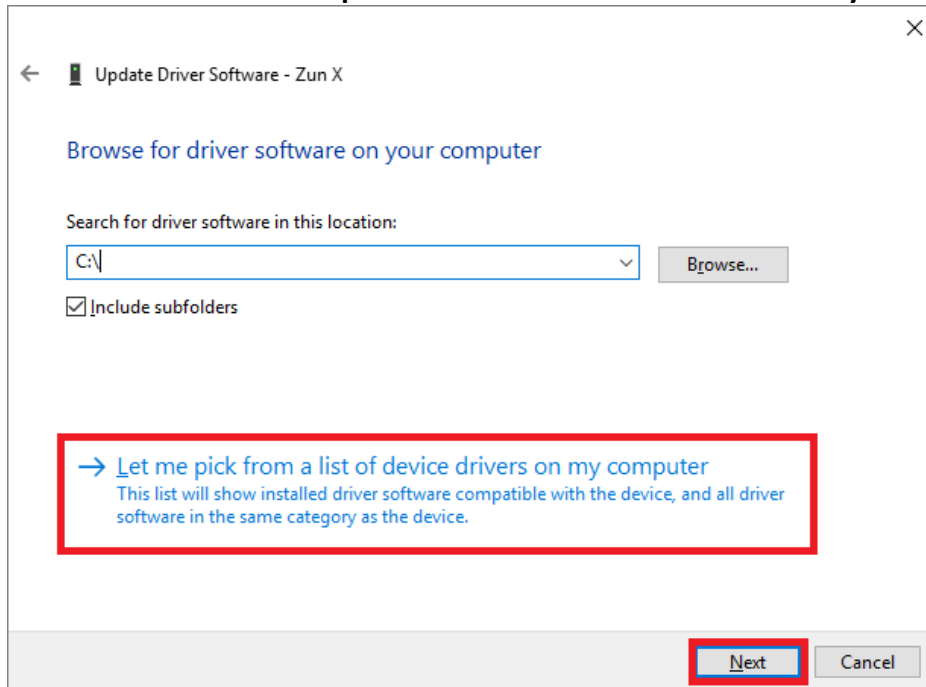 Update Driver Software - Zun X
Browse for driver software on your computer
Search for driver software in this location:
C:\
Browse...
Include subfolders
Let me pick from a list of device drivers on my computer
This list will show installed driver software compatible with the device, and all driver
software in the same category as the device.
Next
Cancel